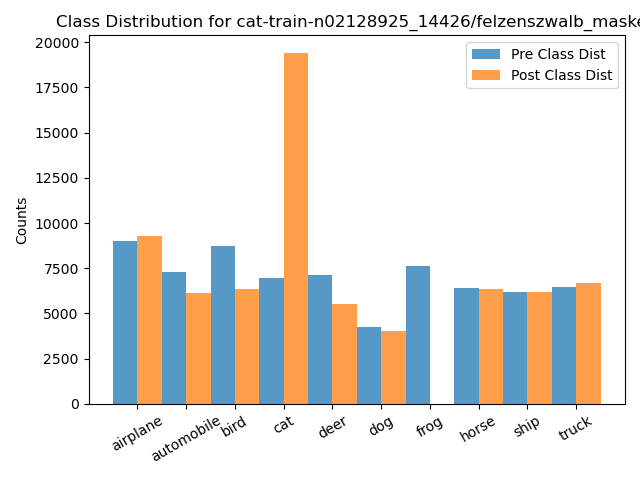 Class Distribution for cat-train-n02128925_14426/felzenszwalb_maske
Pre Class Dist
Post Class Dist
Counts
20000
17500
15000
12500
10000
7500
5000
2500
0
airplane
automobile
bird
cat
deer
dog
frog
horse
ship
truck